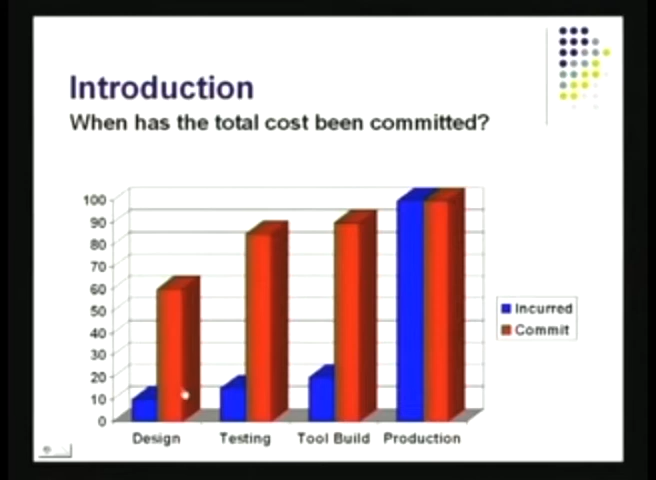 Introduction
When has the total cost been committed?
100
90
80
70
60
50
40
30
20
10
0
Design Testing Tool Build Production
Incurred
Commit